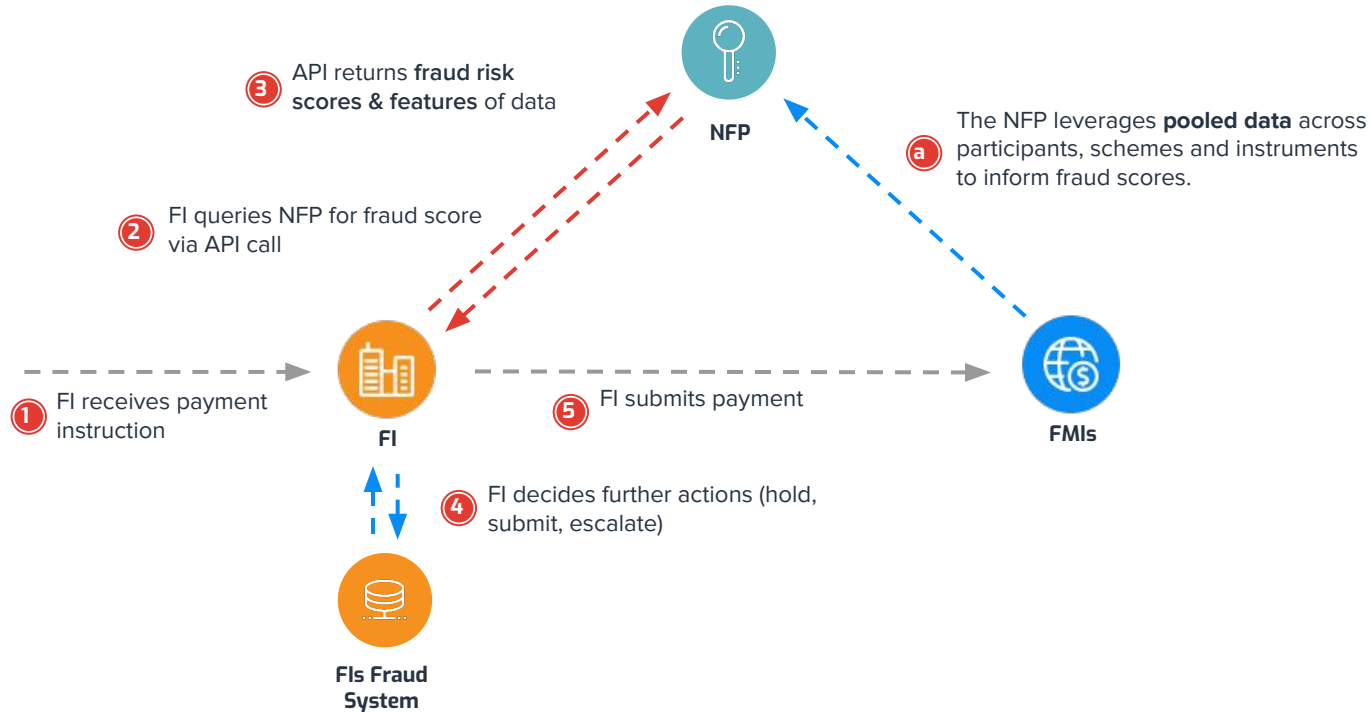 3
API returns fraud risk
scores & features of data
NFP
a
The NFP leverages pooled data across
participants, schemes and instruments
to inform fraud scores.
2
FI queries NFP for fraud score
via API call
1
FI receives payment
instruction
FI
5
FI submits payment
$
FMIs
4
FI decides further actions (hold,
submit, escalate)
FIs Fraud
System